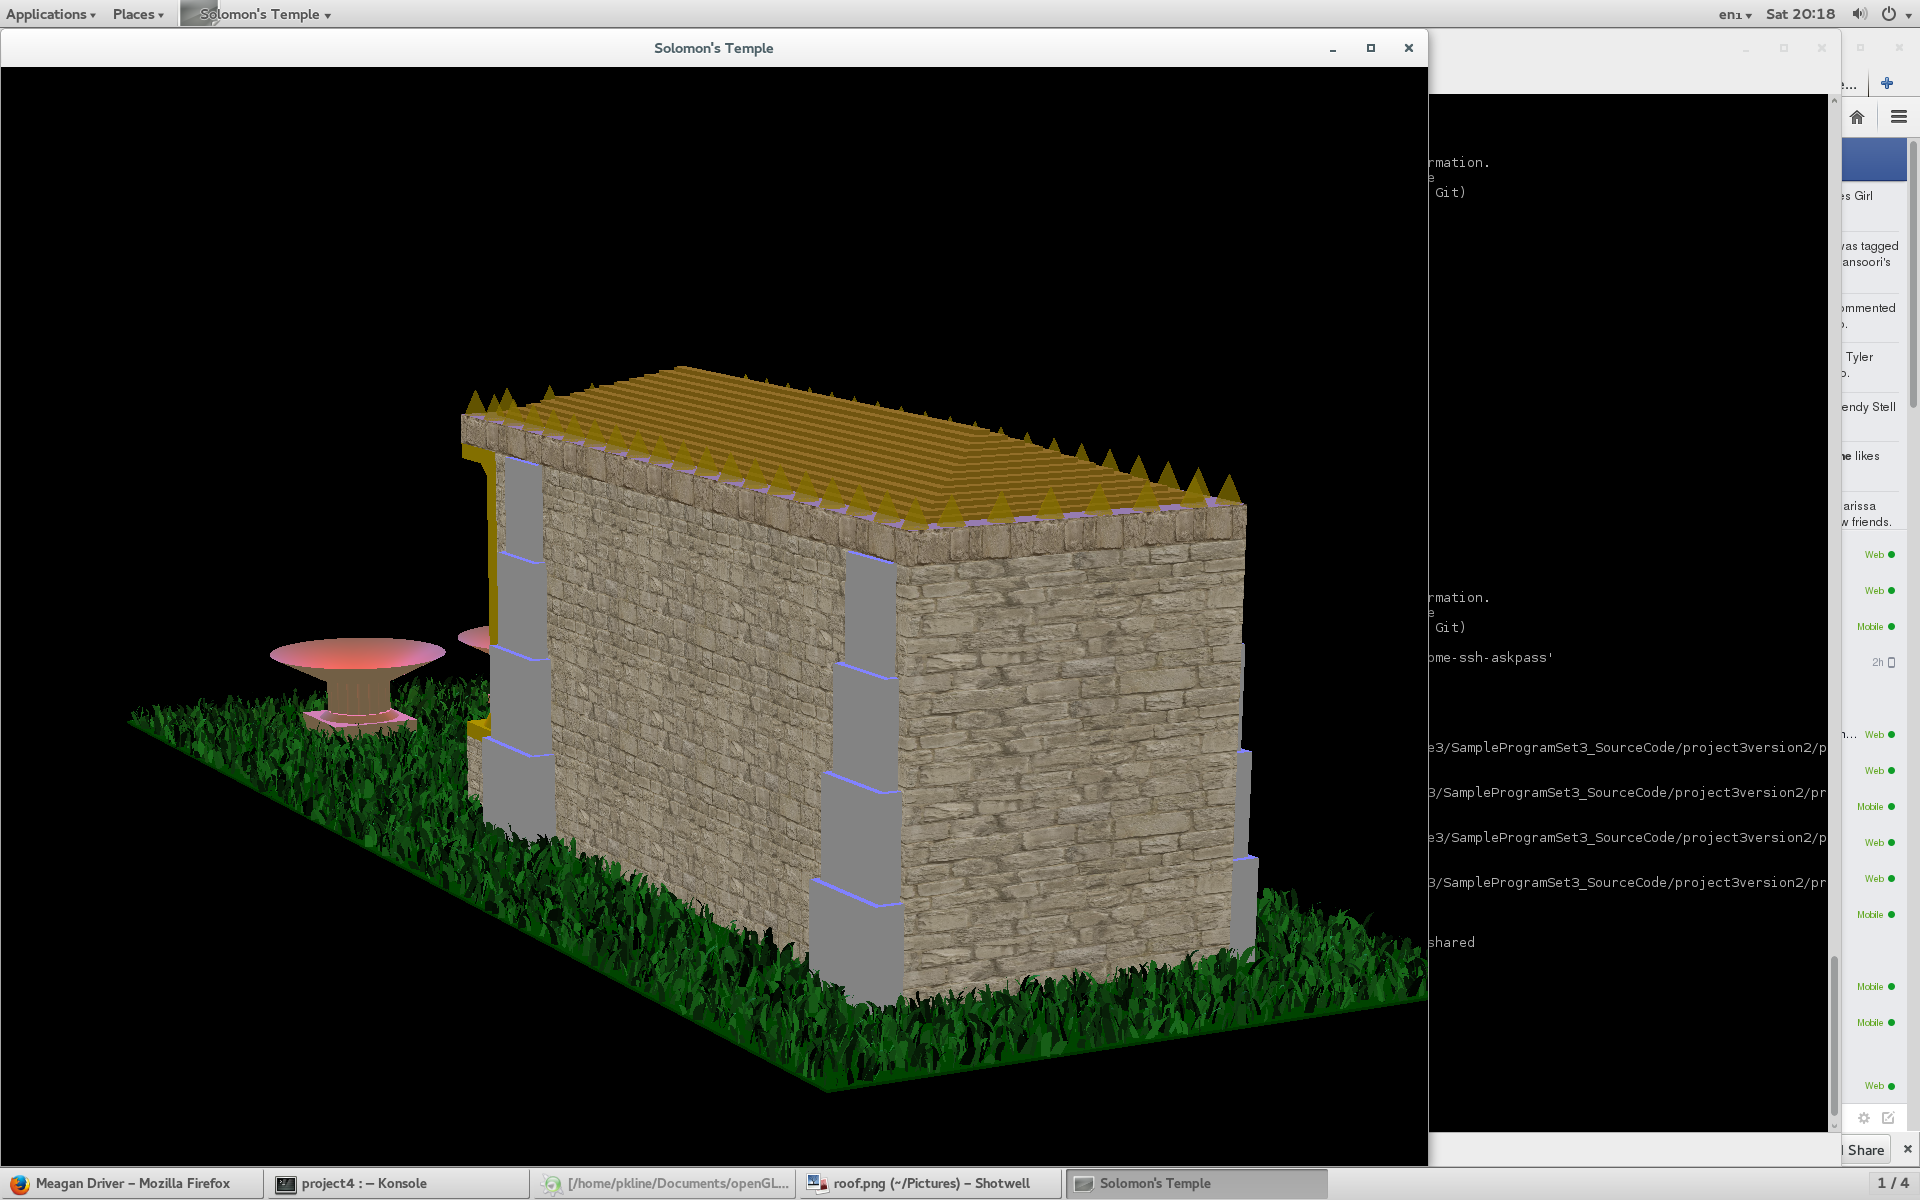 Applications Places Solomon's Temple en₁ Sat 20:18
Solomon's Temple
e...
rmation.
e
Git)
es Girl
was tagged
ansoori's
ommented
o.
Tyler
o.
endy Stell
ne likes
arissa
w friends.
rmation.
e
Git)
ome-ssh-askpass'
e3/SampleProgramSet3_SourceCode/project3version2/p
3/SampleProgramSet3_SourceCode/project3version2/pr
e3/SampleProgramSet3_SourceCode/project3version2/p
3/SampleProgramSet3_SourceCode/project3version2/pr
shared
Web
Web
Mobile
2h
n... Web
Web
Mobile
Web
Web
Mobile
Mobile
Mobile
Web
Share
Meagan Driver – Mozilla Firefox
project4 : – Konsole
[/home/pkline/Documents/openGL...
roof.png (~/Pictures) – Shotwell
Solomon's Temple
1 / 4